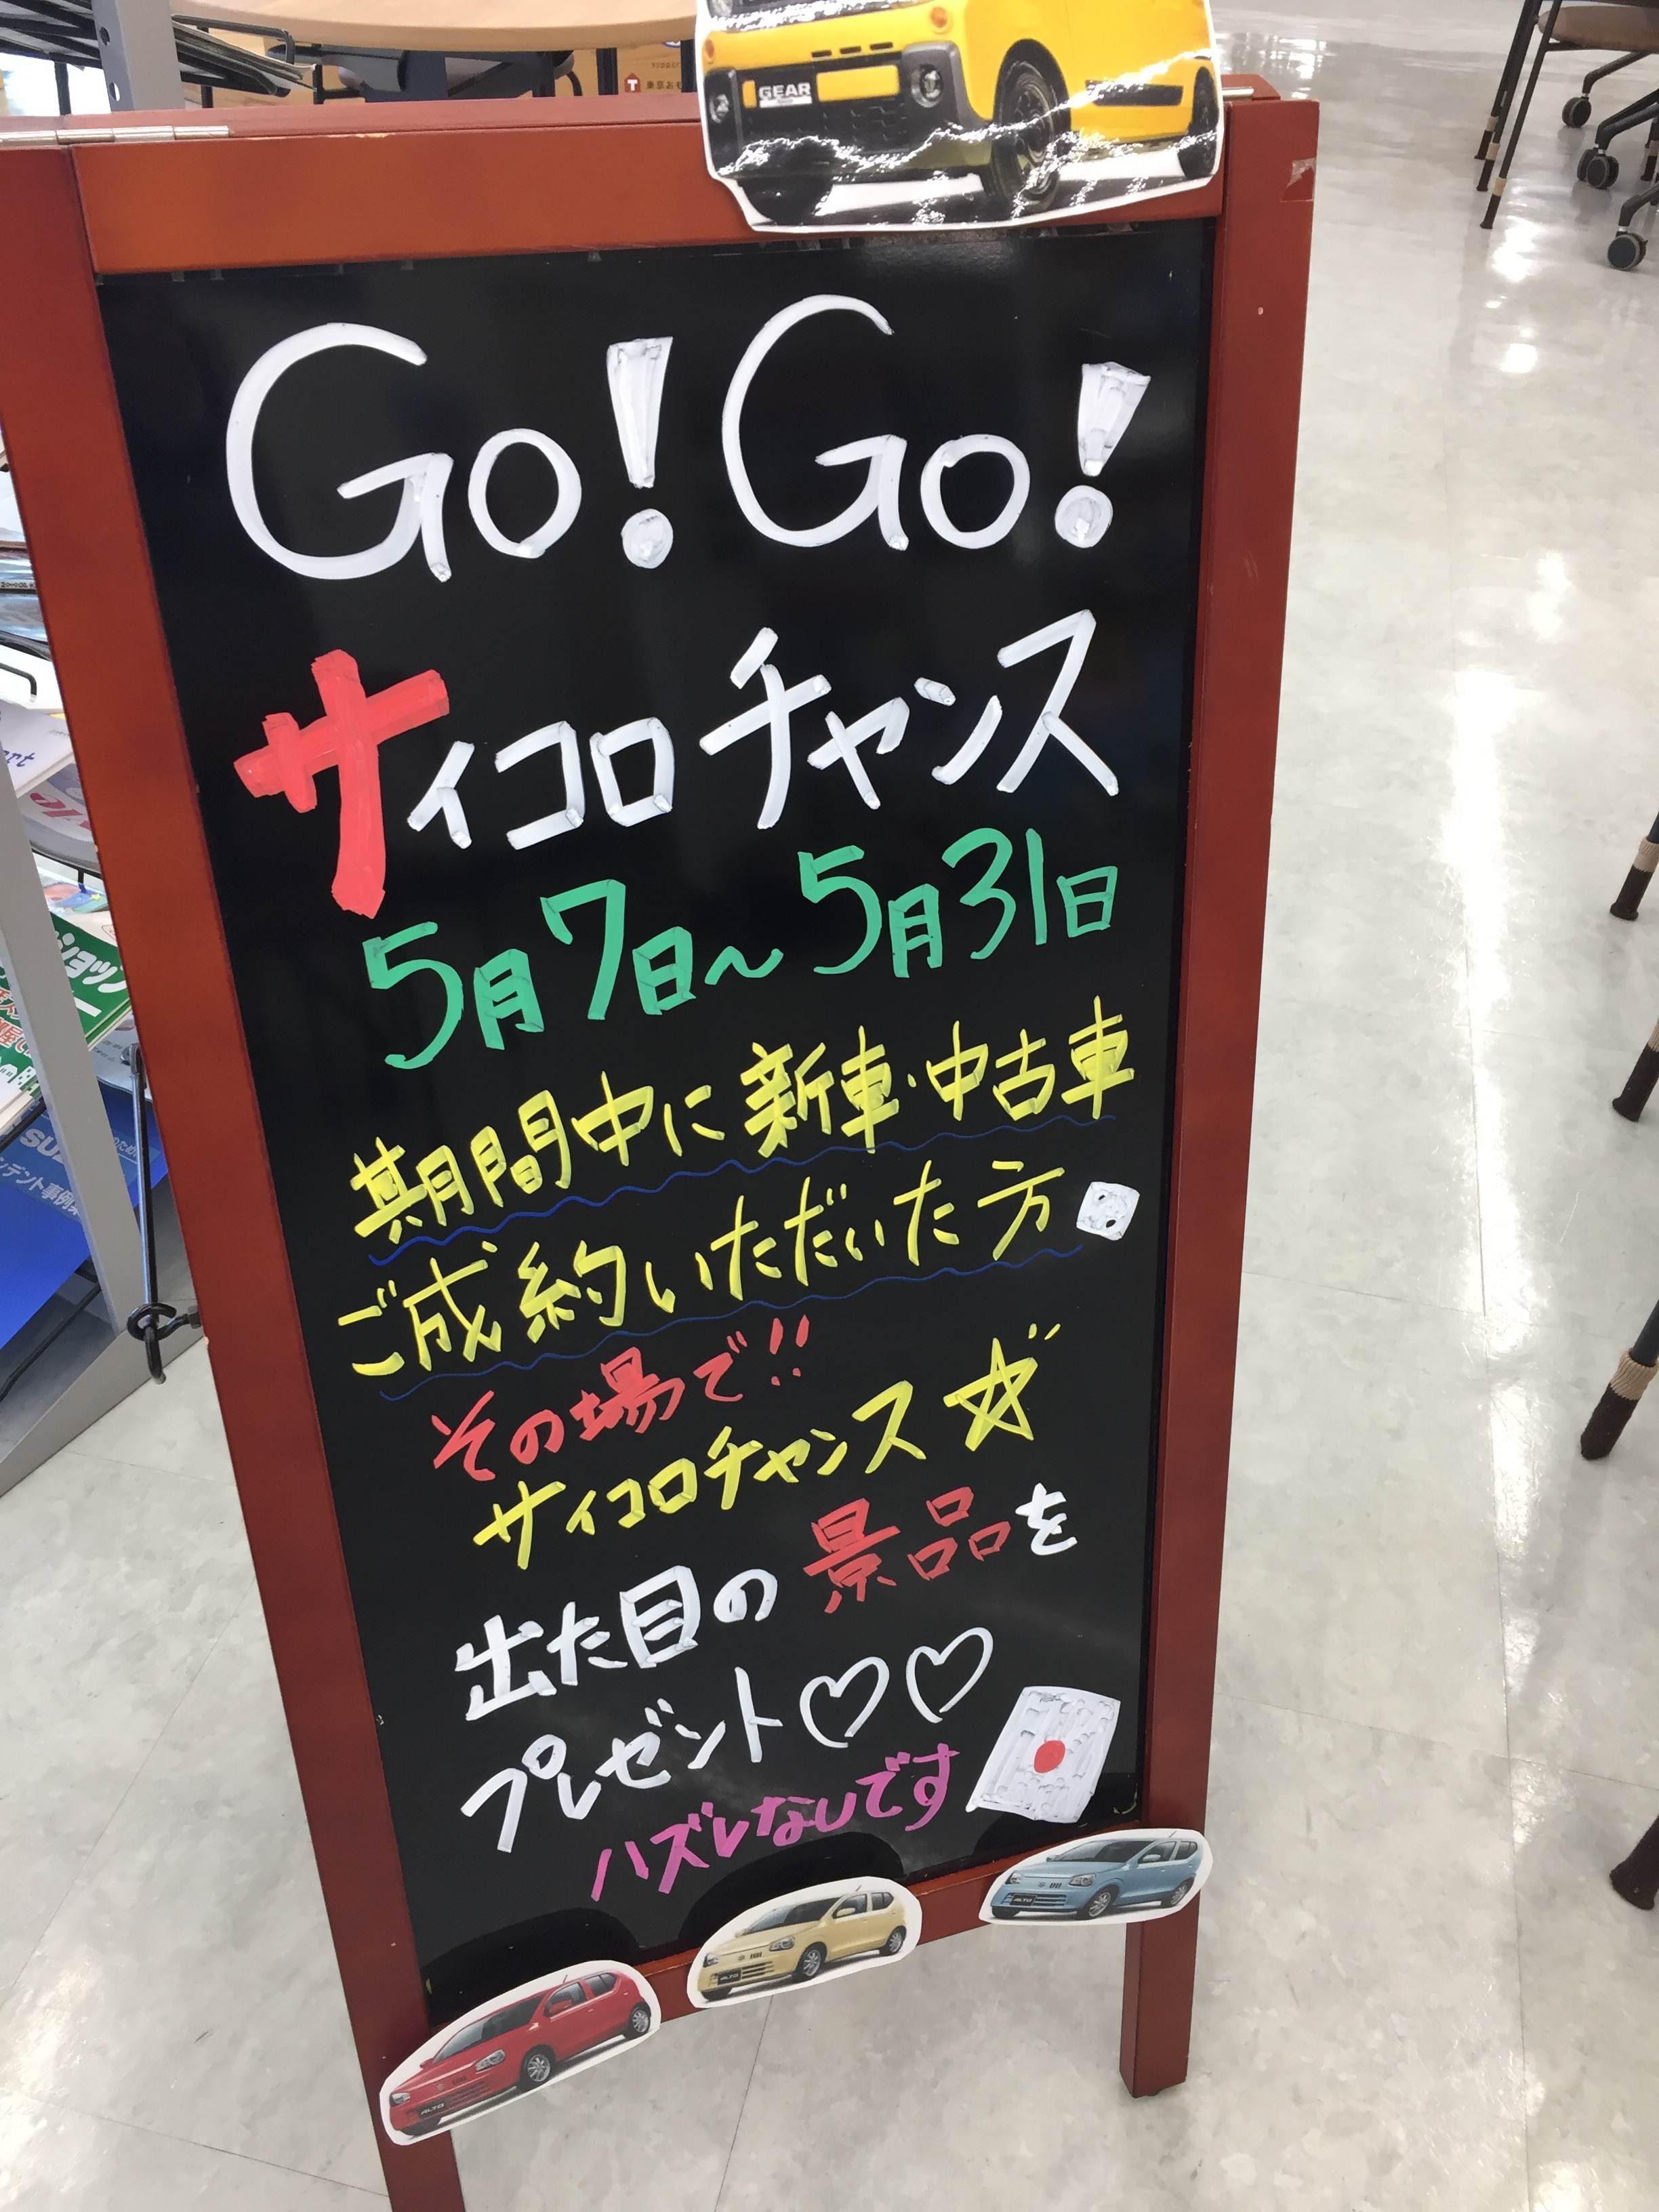 GEAR
Go! Go!
サイコロチャンス
5月7日～5月31日
期間中に新車・中古車
ご成約いただいた方
その場で!!
サイコロチャンス☆
出た目の景品を
プレゼント♡♡
ハズレなしです
ALTO
ALTO
ALTO